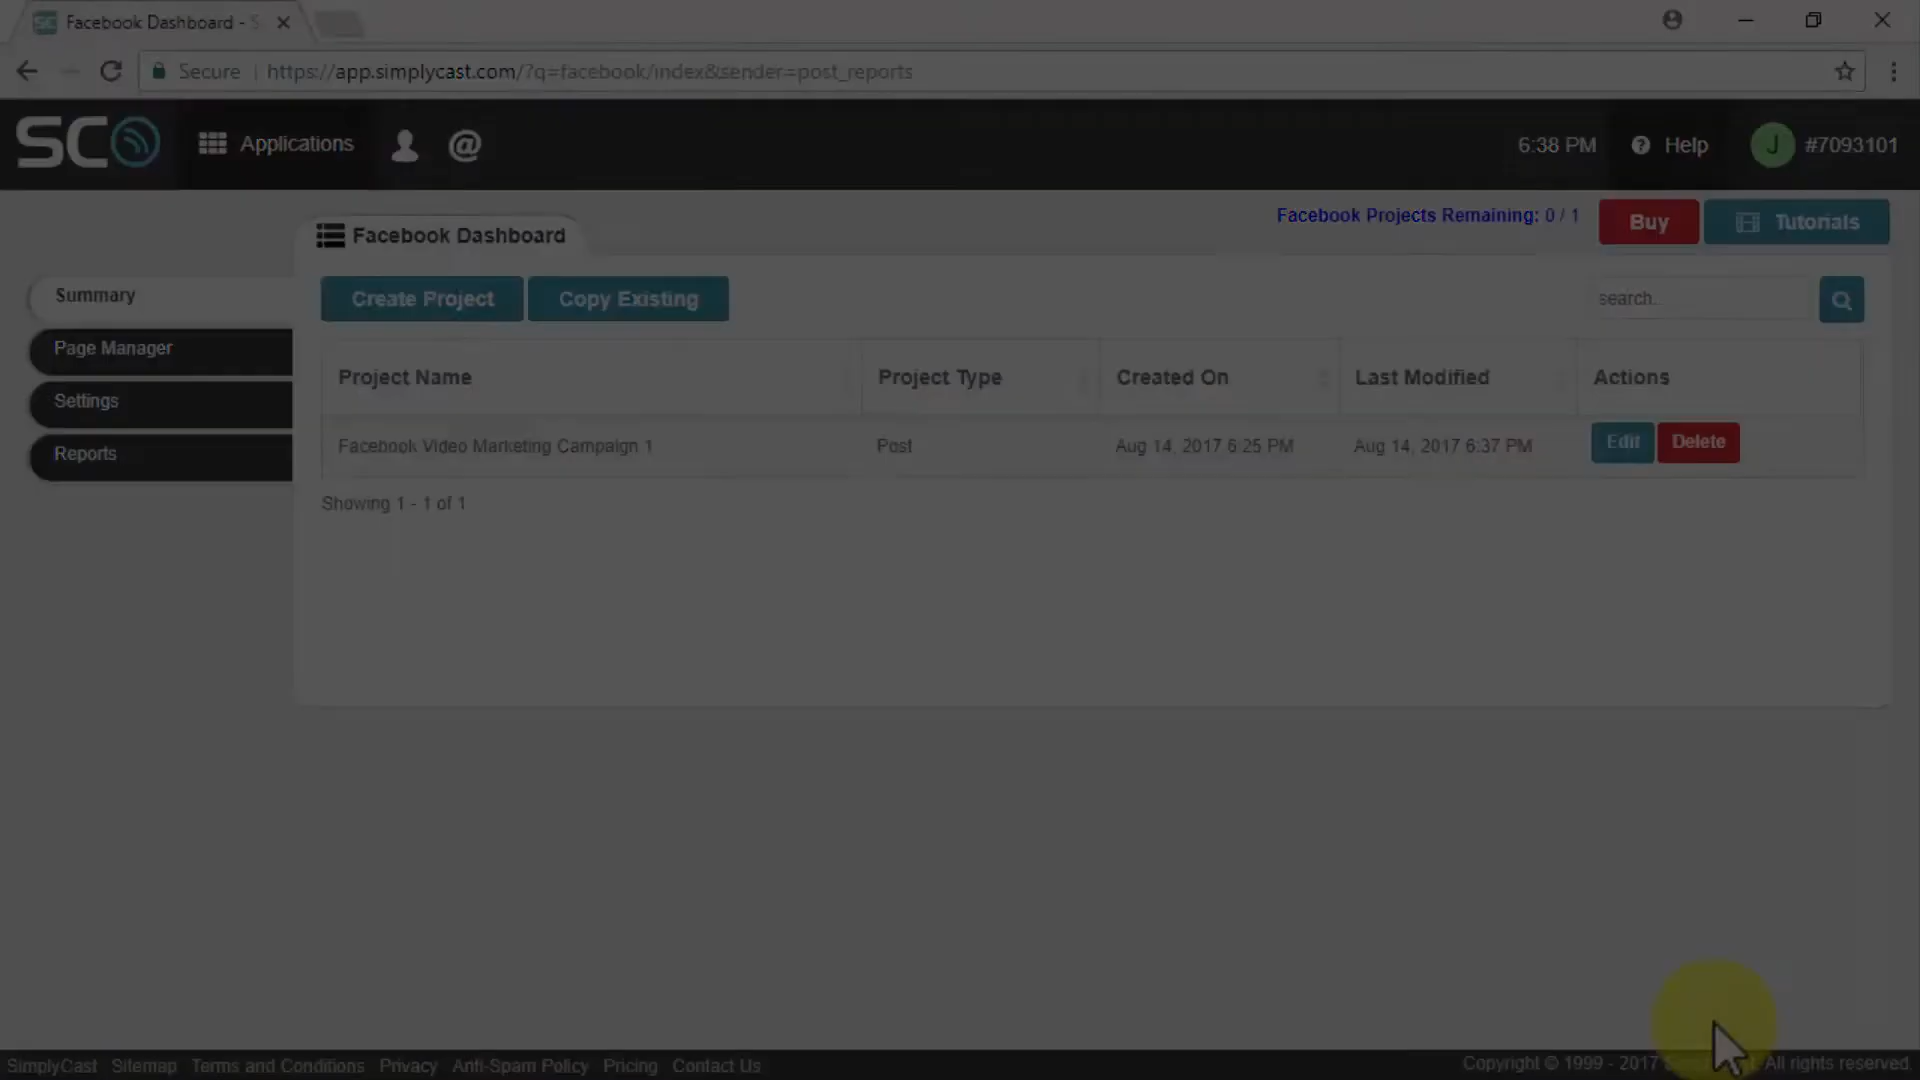 Facebook Dashboard - S
Secure https://app.simplycast.com/?q=facebook/index&sender=post_reports
SC Applications @ 6:38 PM ? Help J #7093101
Facebook Dashboard Facebook Projects Remaining: 0 / 1 Buy Tutorials
Summary
Page Manager
Settings
Reports
Create Project Copy Existing search...
Project Name Project Type Created On Last Modified Actions
Facebook Video Marketing Campaign 1 Post Aug 14, 2017 6:25 PM Aug 14, 2017 6:37 PM Edit Delete
Showing 1 - 1 of 1
SimplyCast Sitemap Terms and Conditions Privacy Anti-Spam Policy Pricing Contact Us Copyright © 1999 - 2017 All rights reserved.